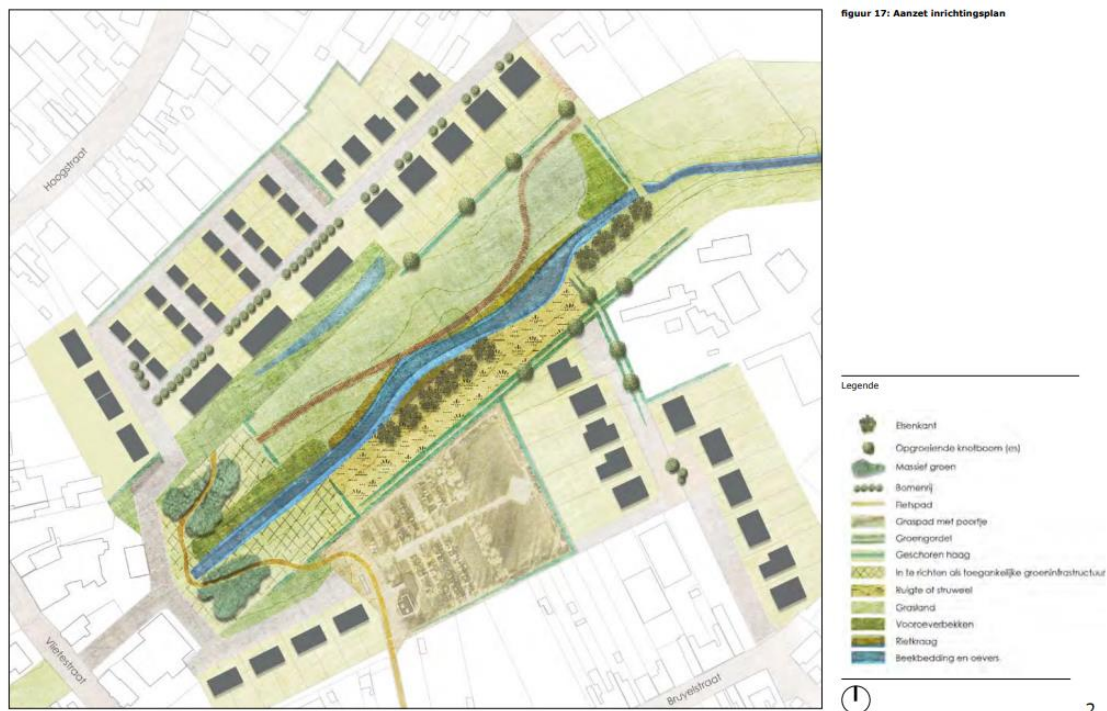 figuur 17: Aanzet inrichtingsplan
Hoogstraat
Vlietestraat
Bruyelstraat
Legende
Elsenkant
Opgroeiende knotboom (es)
Massief groen
Bomenrij
Fietspad
Graspad met poortje
Groengordel
Geschoren haag
In te richten als toegankelijke groeninfrastructuur
Ruigte of struweel
Grasland
Vooroeverbekken
Rietkraag
Beekbedding en oevers
2